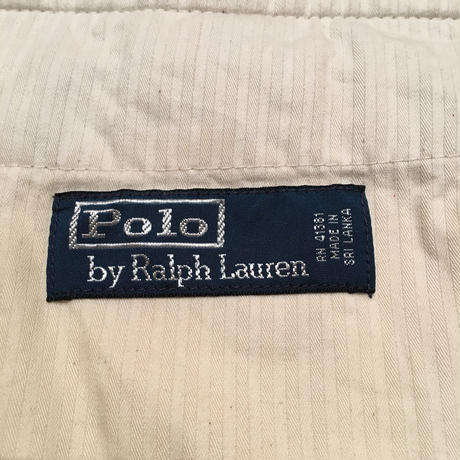 Polo
by Ralph Lauren
RN 41381
MADE IN
SRI LANKA